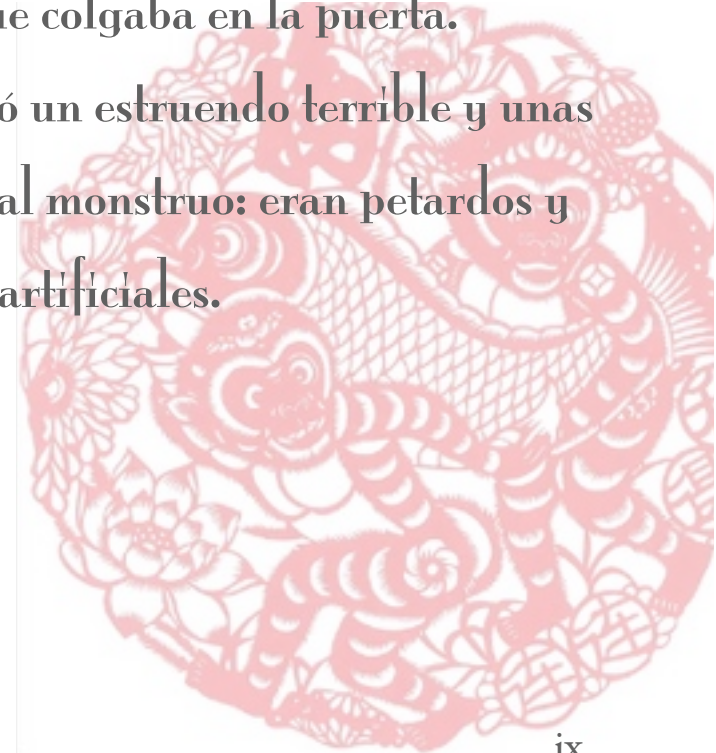 ue colgaba en la puerta.
ó un estruendo terrible y unas
al monstruo: eran petardos y
artificiales.
ix